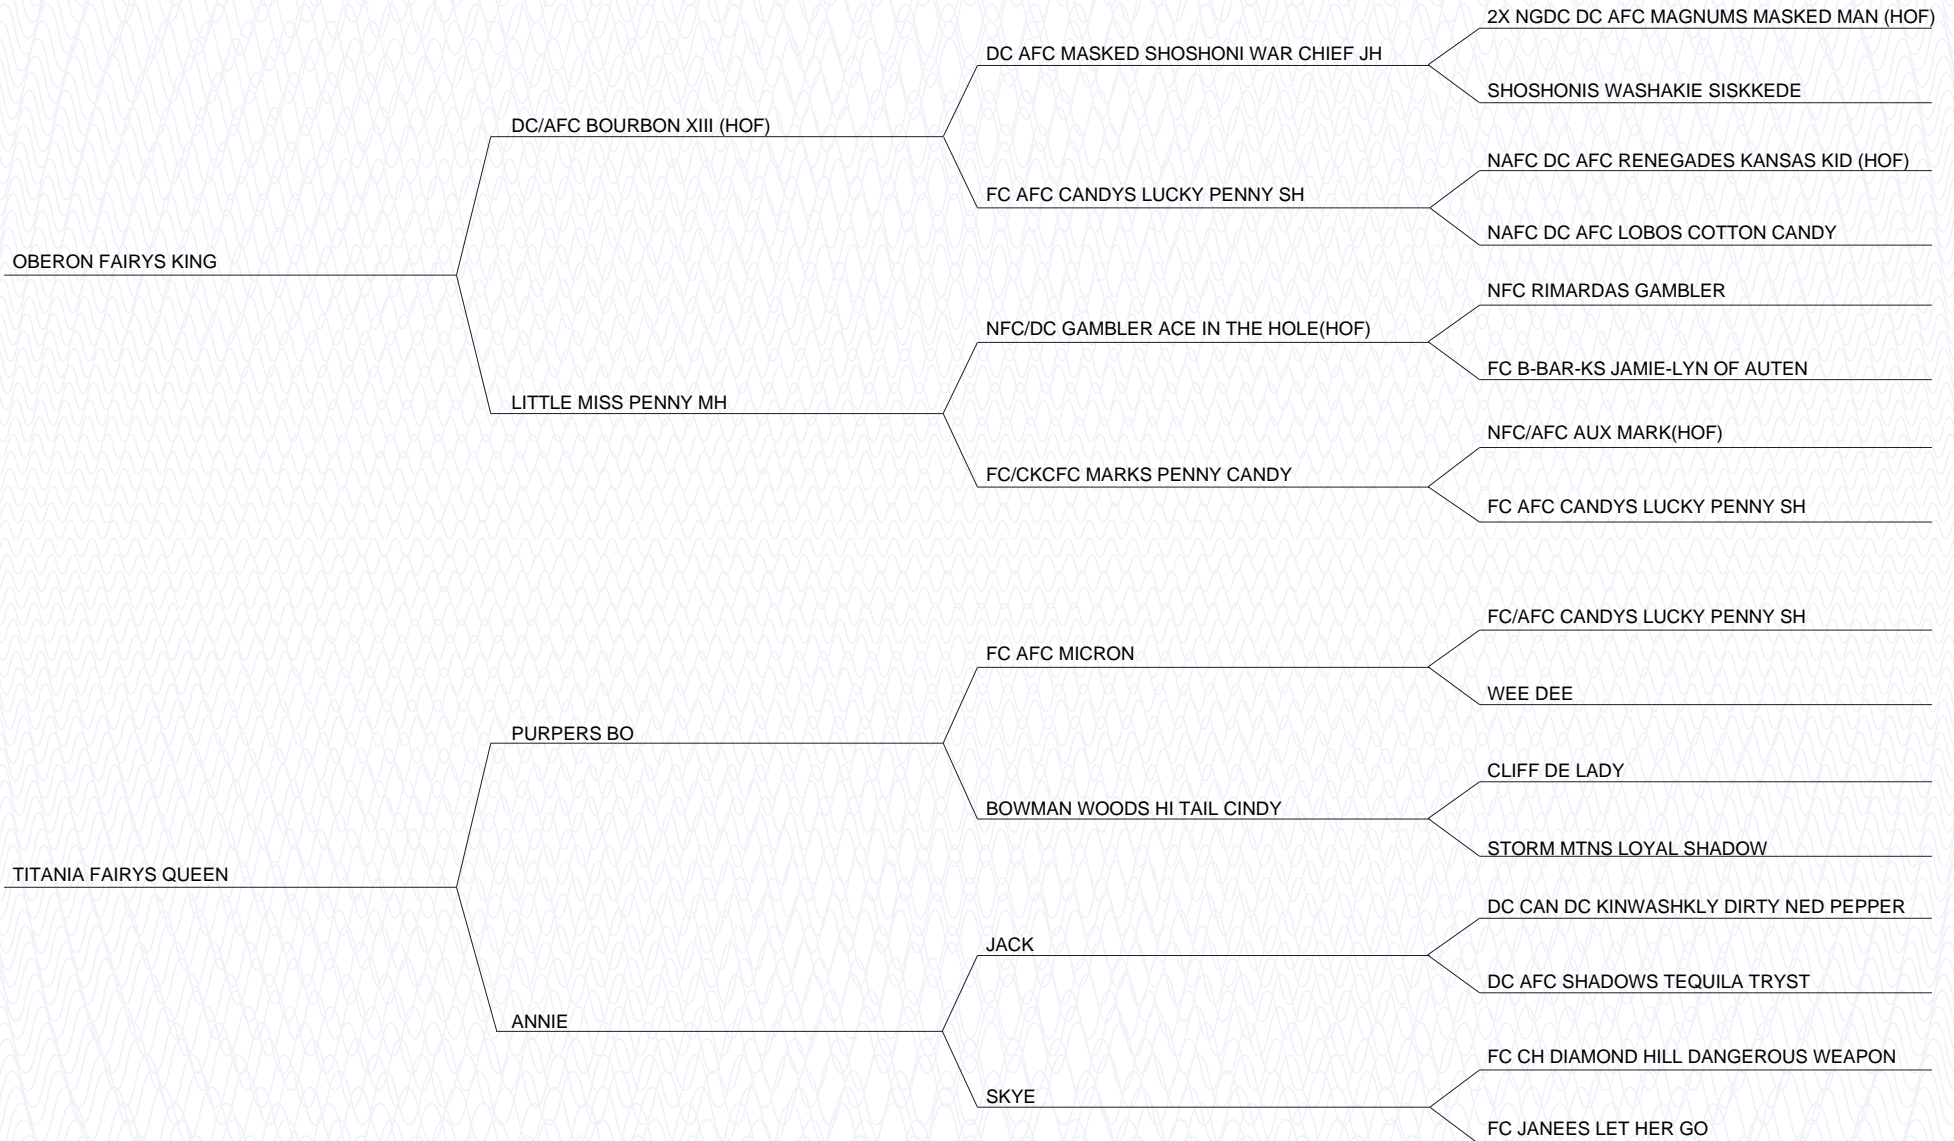 2X NGDC DC AFC MAGNUMS MASKED MAN (HOF)
DC AFC MASKED SHOSHONI WAR CHIEF JH
SHOSHONIS WASHAKIE SISKKEDE
DC/AFC BOURBON XIII (HOF)
NAFC DC AFC RENEGADES KANSAS KID (HOF)
FC AFC CANDYS LUCKY PENNY SH
NAFC DC AFC LOBOS COTTON CANDY
OBERON FAIRYS KING
NFC RIMARDAS GAMBLER
NFC/DC GAMBLER ACE IN THE HOLE(HOF)
FC B-BAR-KS JAMIE-LYN OF AUTEN
LITTLE MISS PENNY MH
NFC/AFC AUX MARK(HOF)
FC/CKCFC MARKS PENNY CANDY
FC AFC CANDYS LUCKY PENNY SH
FC/AFC CANDYS LUCKY PENNY SH
FC AFC MICRON
WEE DEE
PURPERS BO
CLIFF DE LADY
BOWMAN WOODS HI TAIL CINDY
STORM MTNS LOYAL SHADOW
TITANIA FAIRYS QUEEN
DC CAN DC KINWASHKLY DIRTY NED PEPPER
JACK
DC AFC SHADOWS TEQUILA TRYST
ANNIE
FC CH DIAMOND HILL DANGEROUS WEAPON
SKYE
FC JANEES LET HER GO